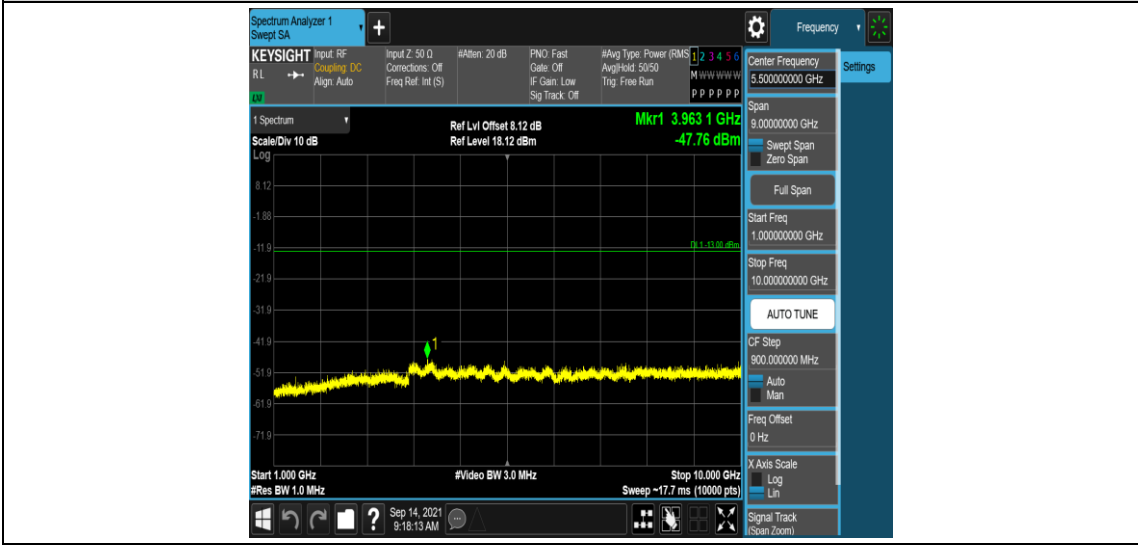 Spectrum Analyzer 1
Swept SA
+
Frequency
KEYSIGHT
RL
LM
Input: RF
Coupling: DC
Align: Auto
Input Z: 50 Ω
Corrections: Off
Freq Ref: Int (S)
#Atten: 20 dB
PNO: Fast
Gate: Off
IF Gain: Low
Sig Track: Off
#Avg Type: Power (RMS
Avg|Hold: 50/50
Trig: Free Run
1 2 3 4 5 6
M W W W W W
P P P P P P
1 Spectrum
Scale/Div 10 dB
Log
Ref Lvl Offset 8.12 dB
Ref Level 18.12 dBm
Mkr1 3.963 1 GHz
-47.76 dBm
8.12
-1.88
-11.9
-21.9
-31.9
-41.9
-51.9
-61.9
-71.9
DL1 -13.00 dBm
1
Start 1.000 GHz
#Res BW 1.0 MHz
#Video BW 3.0 MHz
Stop 10.000 GHz
Sweep ~17.7 ms (10000 pts)
?
Sep 14, 2021
9:18:13 AM
Center Frequency
5.500000000 GHz
Settings
Span
9.00000000 GHz
Swept Span
Zero Span
Full Span
Start Freq
1.000000000 GHz
Stop Freq
10.000000000 GHz
AUTO TUNE
CF Step
900.000000 MHz
Auto
Man
Freq Offset
0 Hz
X Axis Scale
Log
Lin
Signal Track
(Span Zoom)